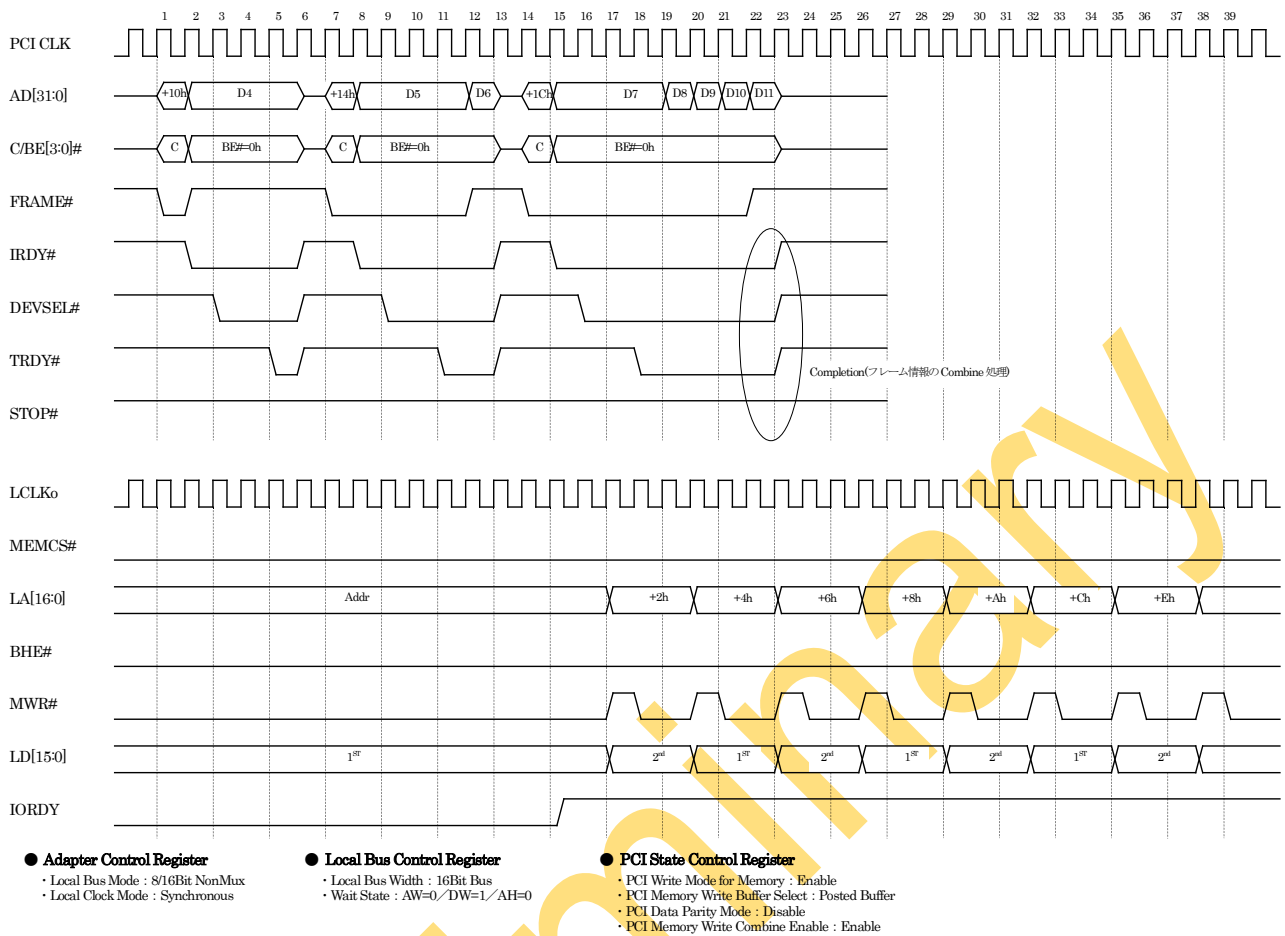 1 2 3 4 5 6 7 8 9 10 11 12 13 14 15 16 17 18 19 20 21 22 23 24 25 26 27 28 29 30 31 32 33 34 35 36 37 38 39
PCI CLK
AD[31:0] +10h D4 +14h D5 D6 +1Ch D7 D8 D9 D10 D11
C/BE[3:0]# C BE#=0h C BE#=0h C BE#=0h
FRAME#
IRDY#
DEVSEL#
TRDY#
Completion(フレーム情報の Combine 処理)
STOP#
LCLKo
MEMCS#
LA[16:0] Addr +2h +4h +6h +8h +Ah +Ch +Eh
BHE#
MWR#
LD[15:0] 1ST 2nd 1ST 2nd 1ST 2nd 1ST 2nd
IORDY
● Adapter Control Register
・Local Bus Mode : 8/16Bit NonMux
・Local Clock Mode : Synchronous
● Local Bus Control Register
・Local Bus Width : 16Bit Bus
・Wait State : AW=0／DW=1／AH=0
● PCI State Control Register
・PCI Write Mode for Memory : Enable
・PCI Memory Write Buffer Select : Posted Buffer
・PCI Data Parity Mode : Disable
・PCI Memory Write Combine Enable : Enable
minary